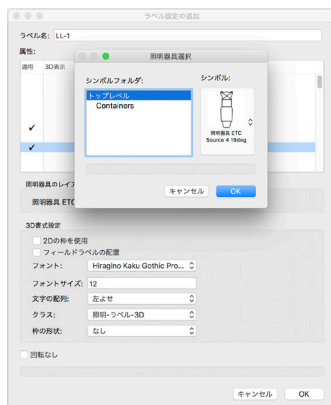 ラベル設定の追加
ラベル名: LL-1
属性:
適用 3D表示
照明器具選択
シンボルフォルダ:
シンボル:
トップレベル
Containers
照明器具 ETC
Source 4 19deg
キャンセル
OK
照明器具のレイア
照明器具 ETC
3D書式設定
2Dの枠を使用
フィールドラベルの配置
フォント: Hiragino Kaku Gothic Pro...
フォントサイズ: 12
文字の配列: 左よせ
クラス: 照明-ラベル-3D
枠の形状: なし
回転なし
キャンセル
OK